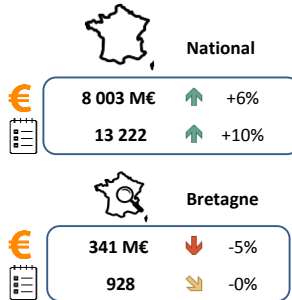 National
€ 8 003 M€ +6%
13 222 +10%
Bretagne
€ 341 M€ -5%
928 -0%